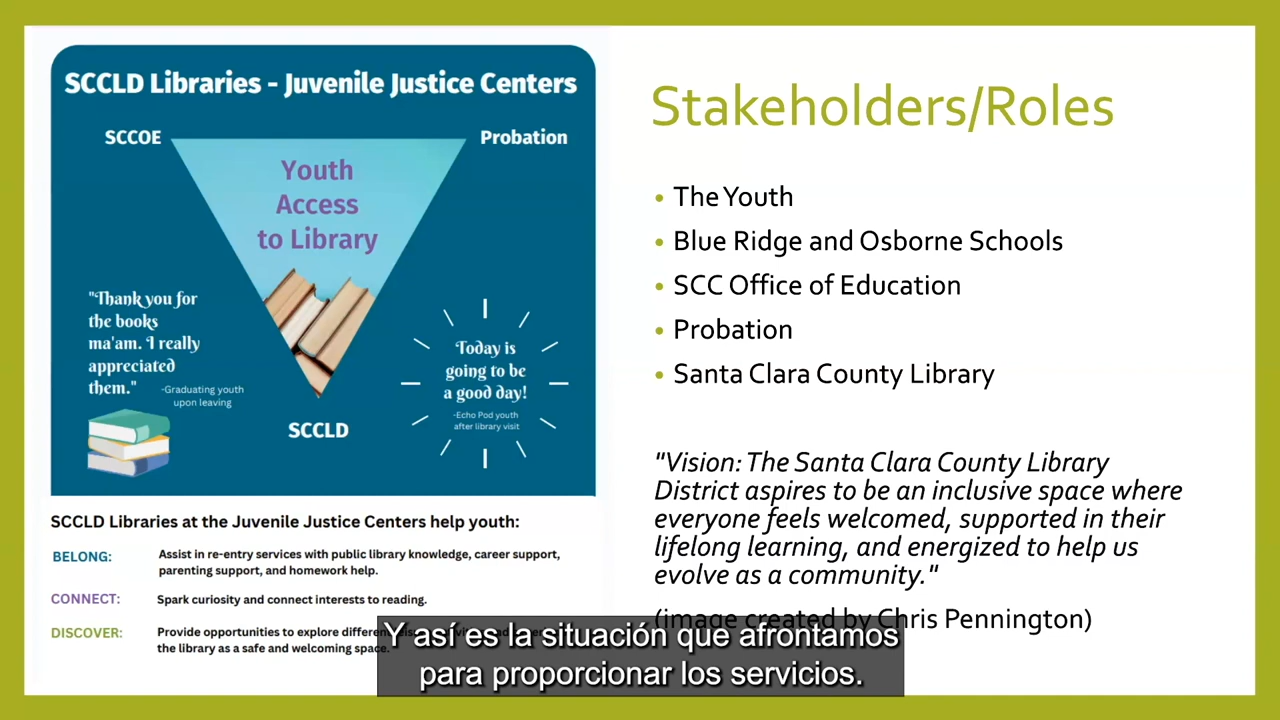 SCCLD Libraries - Juvenile Justice Centers
SCCOE
Probation
Youth
Access
to Library
"Thank you for
the books
ma'am. I really
appreciated
them."
-Graduating youth
upon leaving
Today is
going to be
a good day!
-Echo Pod youth
after library visit
SCCLD
SCCLD Libraries at the Juvenile Justice Centers help youth:
BELONG:
Assist in re-entry services with public library knowledge, career support,
parenting support, and homework help.
CONNECT:
Spark curiosity and connect interests to reading.
DISCOVER:
Provide opportunities to explore
the library as a safe and welcoming space.
Stakeholders/Roles
• The Youth
• Blue Ridge and Osborne Schools
• SCC Office of Education
• Probation
• Santa Clara County Library
"Vision: The Santa Clara County Library
District aspires to be an inclusive space where
everyone feels welcomed, supported in their
lifelong learning, and energized to help us
evolve as a community."
(image created by Chris Pennington)
Y así es la situación que afrontamos
para proporcionar los servicios.